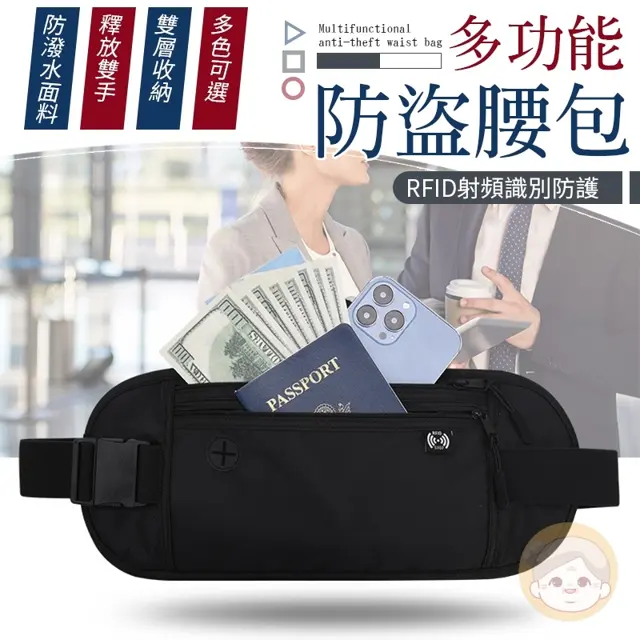 防潑水面料
釋放雙手
雙層收納
多色可選
Multifunctional
anti-theft waist bag
多功能
防盜腰包
RFID射頻識別防護
PASSPORT